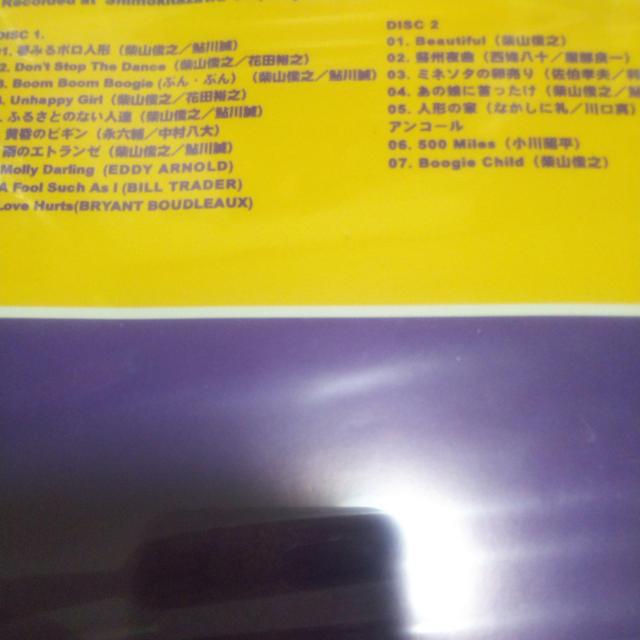 Recorded at Shimokitazawa
DISC 1.
01. 夢みるボロ人形（柴山俊之／鮎川誠）
2. Don't Stop The Dance（柴山俊之／花田裕之）
3. Boom Boom Boogie (ぶん・ぶん）（柴山俊之／鮎川誠）
. Unhappy Girl（柴山俊之／花田裕之）
. ふるさとのない人達（柴山俊之／鮎川誠）
黄昏のビギン（永六輔／中村八大）
雨のエトランゼ（柴山俊之／鮎川誠）
Molly Darling (EDDY ARNOLD)
A Fool Such As I (BILL TRADER)
Love Hurts(BRYANT BOUDLEAUX)
DISC 2
01. Beautiful（柴山俊之）
02. 蘇州夜曲（西條八十／服部良一
03. ミネソタの卵売り（佐伯孝夫／
04. あの娘に首ったけ（柴山俊之／
05. 人形の家（なかにし礼／川口真）
アンコール
06. 500 Miles（小川昭平）
07. Boogie Child（柴山俊之）